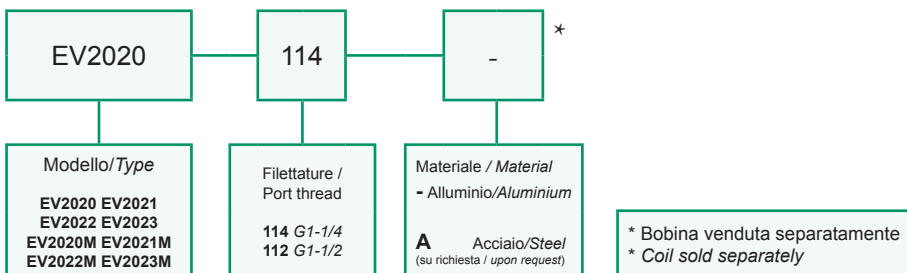 EV2020
114
-
*
Modello/Type
EV2020 EV2021
EV2022 EV2023
EV2020M EV2021M
EV2022M EV2023M
Filettature /
Port thread
114 G1-1/4
112 G1-1/2
Materiale / Material
- Alluminio/Aluminium
A Acciaio/Steel
(su richiesta / upon request)
* Bobina venduta separatamente
* Coil sold separately